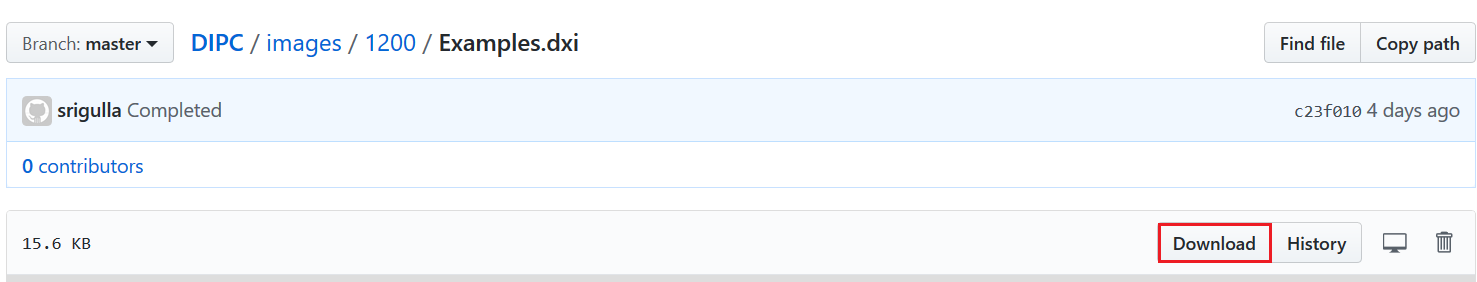 Branch: master DIPC / images / 1200 / Examples.dxi Find file Copy path
srigulla Completed c23f010 4 days ago
0 contributors
15.6 KB Download History